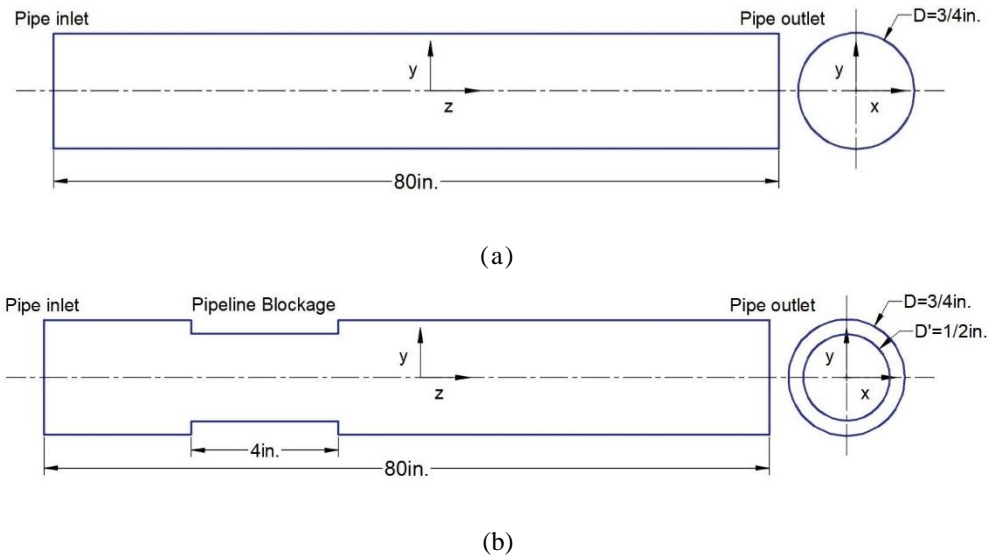 Pipe inlet
Pipe outlet
D=3/4in.
y
z
y
x
80in.
(a)
Pipe inlet
Pipeline Blockage
Pipe outlet
D=3/4in.
D'=1/2in.
y
z
y
x
4in.
80in.
(b)